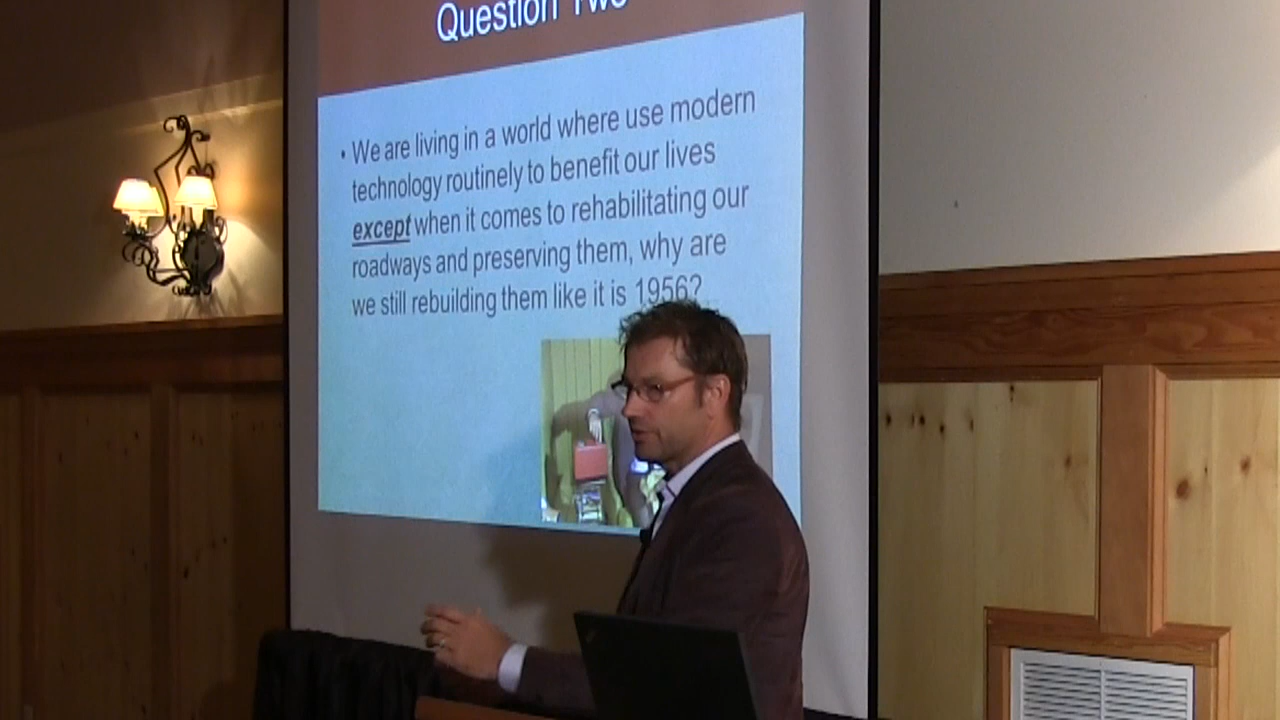 Question Two
• We are living in a world where use modern
technology routinely to benefit our lives
except when it comes to rehabilitating our
roadways and preserving them, why are
we still rebuilding them like it is 1956?